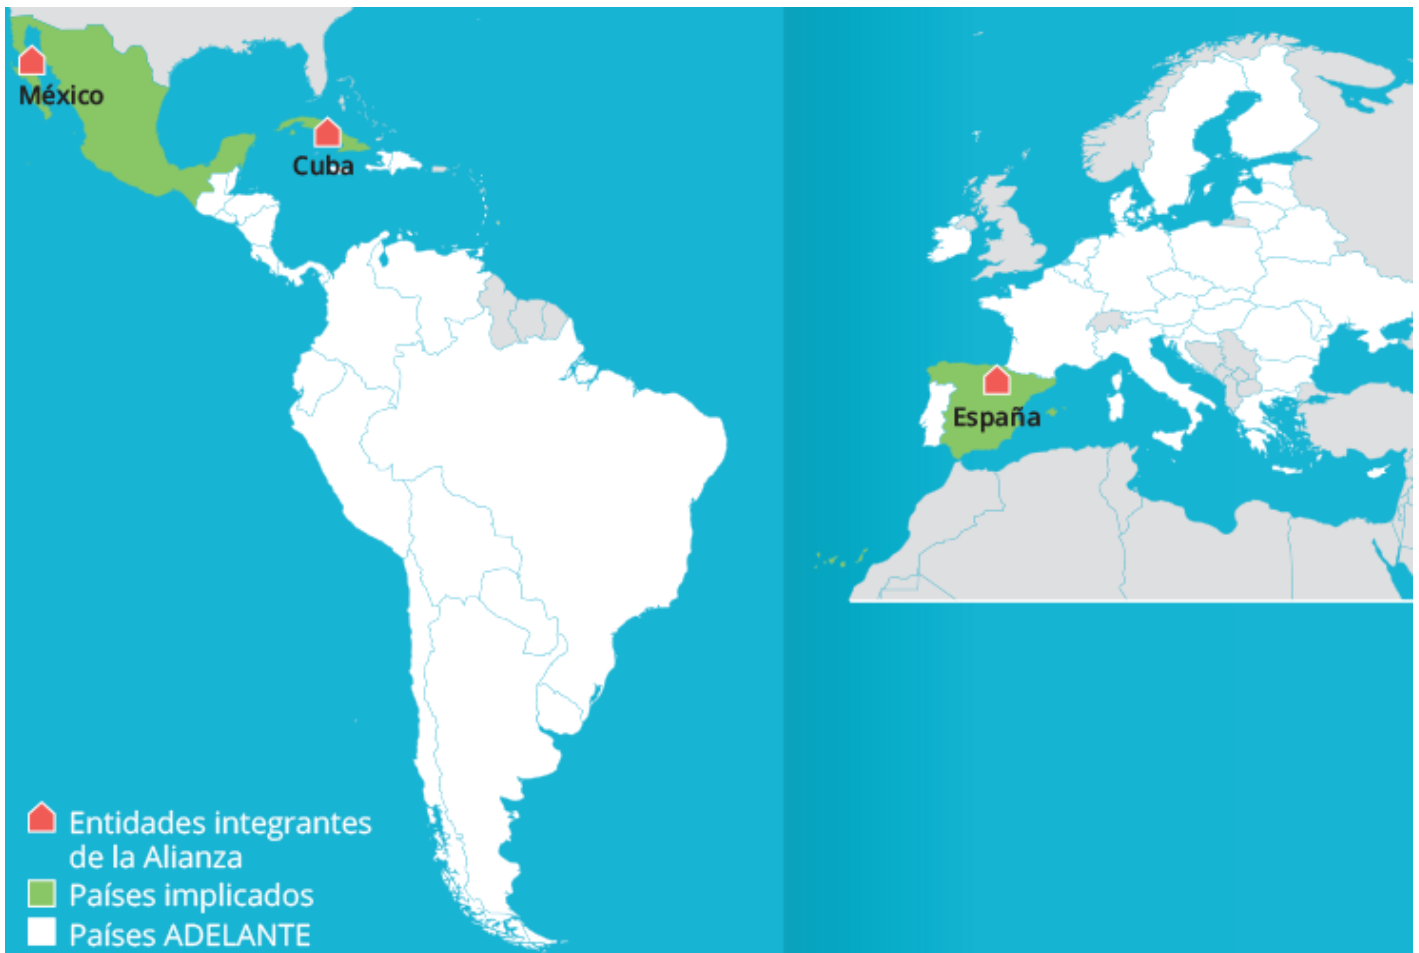 México
Cuba
España
Entidades integrantes
de la Alianza
Países implicados
Países ADELANTE